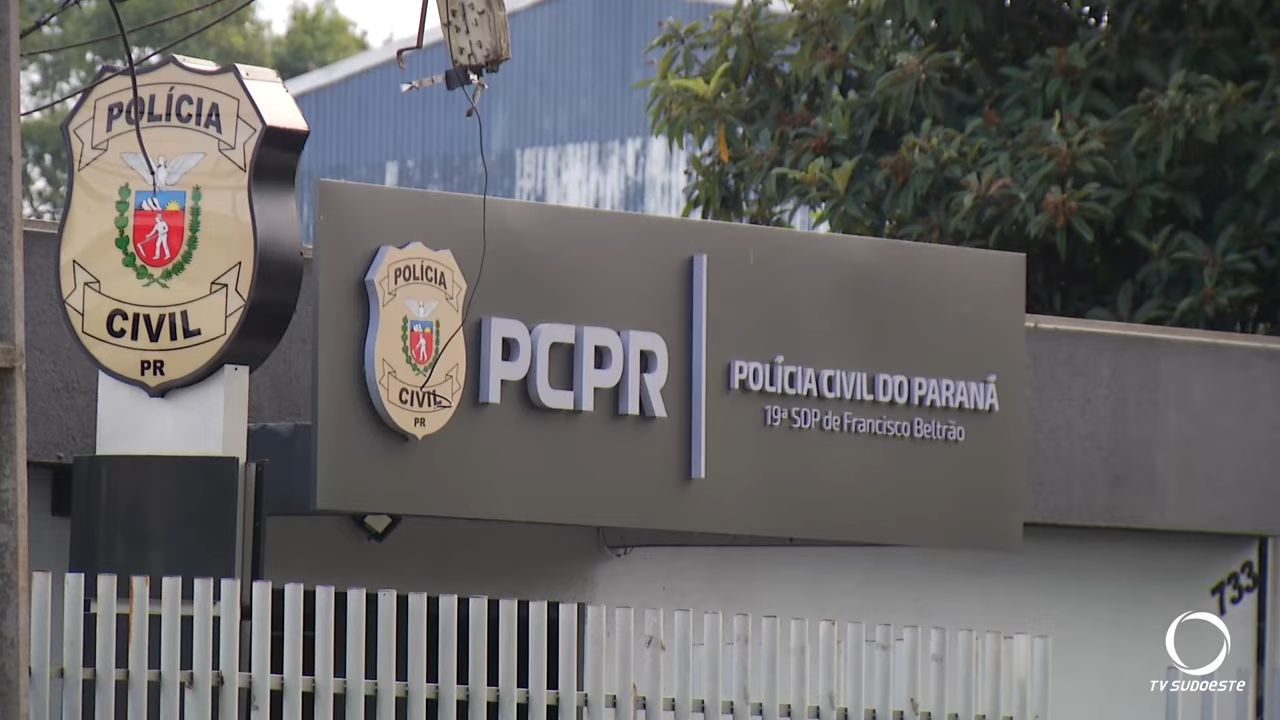 POLÍCIA
CIVIL
PR
POLÍCIA
CIVIL
PR
PCPR
POLÍCIA CIVIL DO PARANÁ
19ª SDP de Francisco Beltrão
733
TV SUDOESTE